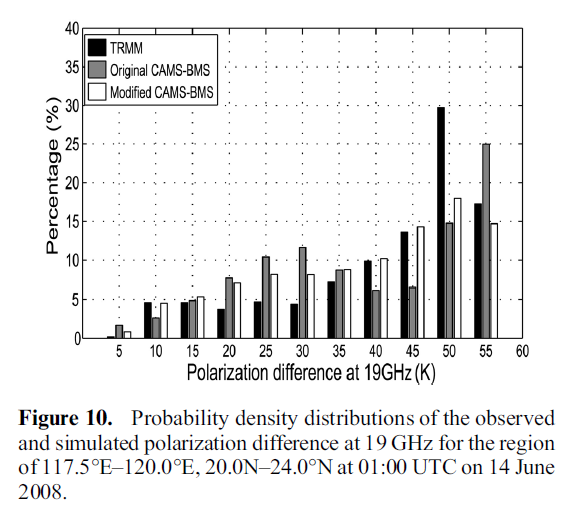 40
35
30
25
20
15
10
5
0
Percentage (%)
TRMM
Original CAMS-BMS
Modified CAMS-BMS
5 10 15 20 25 30 35 40 45 50 55 60
Polarization difference at 19GHz (K)
Figure 10. Probability density distributions of the observed
and simulated polarization difference at 19 GHz for the region
of 117.5°E–120.0°E, 20.0N–24.0°N at 01:00 UTC on 14 June
2008.